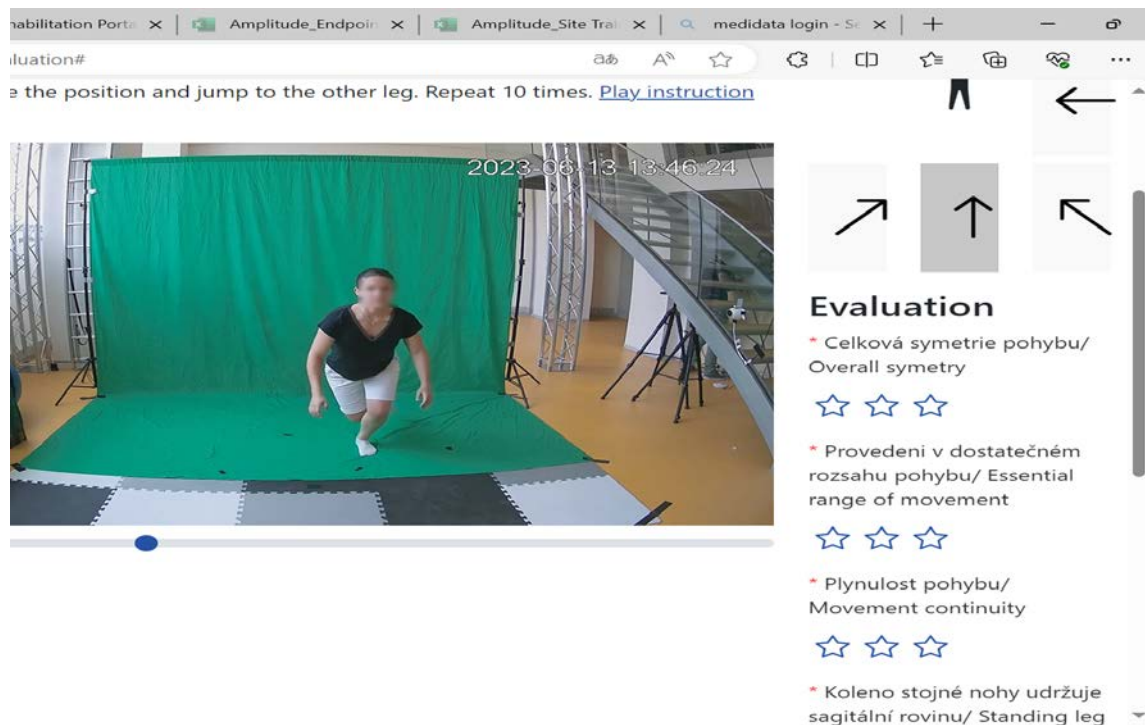 nabilitation Porta
Amplitude_Endpoin
Amplitude_Site Trai
medidata login - Se
luation#
e the position and jump to the other leg. Repeat 10 times. Play instruction
2023-06-13 13:46:24
Evaluation
* Celková symetrie pohybu/
Overall symetry
* Provedeni v dostatečném
rozsahu pohybu/ Essential
range of movement
* Plynulost pohybu/
Movement continuity
* Koleno stojné nohy udržuje
sagitální rovinu/ Standing leg